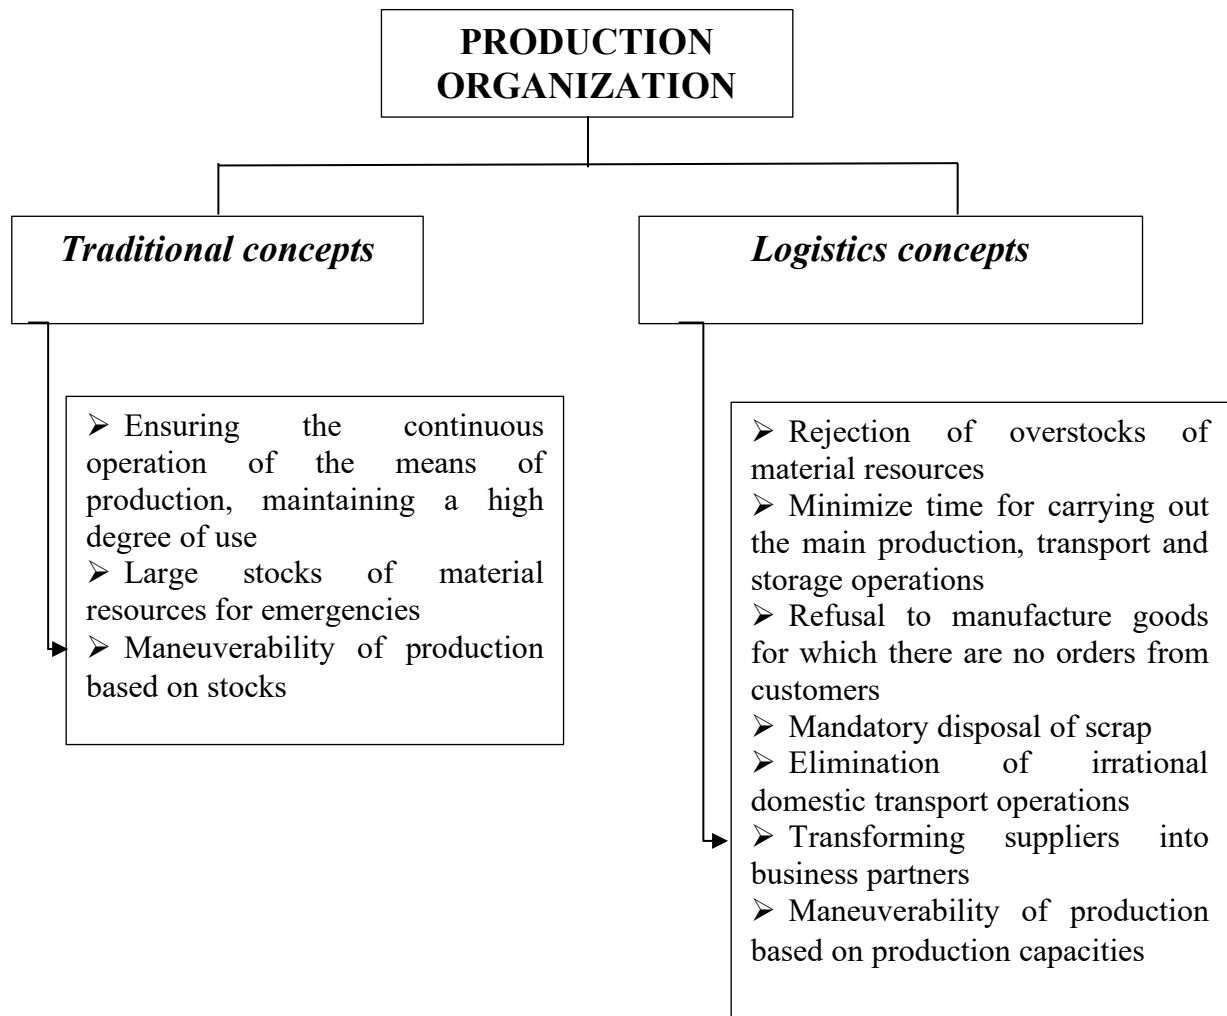 PRODUCTION
ORGANIZATION
Traditional concepts
Logistics concepts
➢ Ensuring the continuous
operation of the means of
production, maintaining a high
degree of use
➢ Large stocks of material
resources for emergencies
➢ Maneuverability of production
based on stocks
➢ Rejection of overstocks of
material resources
➢ Minimize time for carrying out
the main production, transport and
storage operations
➢ Refusal to manufacture goods
for which there are no orders from
customers
➢ Mandatory disposal of scrap
➢ Elimination of irrational
domestic transport operations
➢ Transforming suppliers into
business partners
➢ Maneuverability of production
based on production capacities